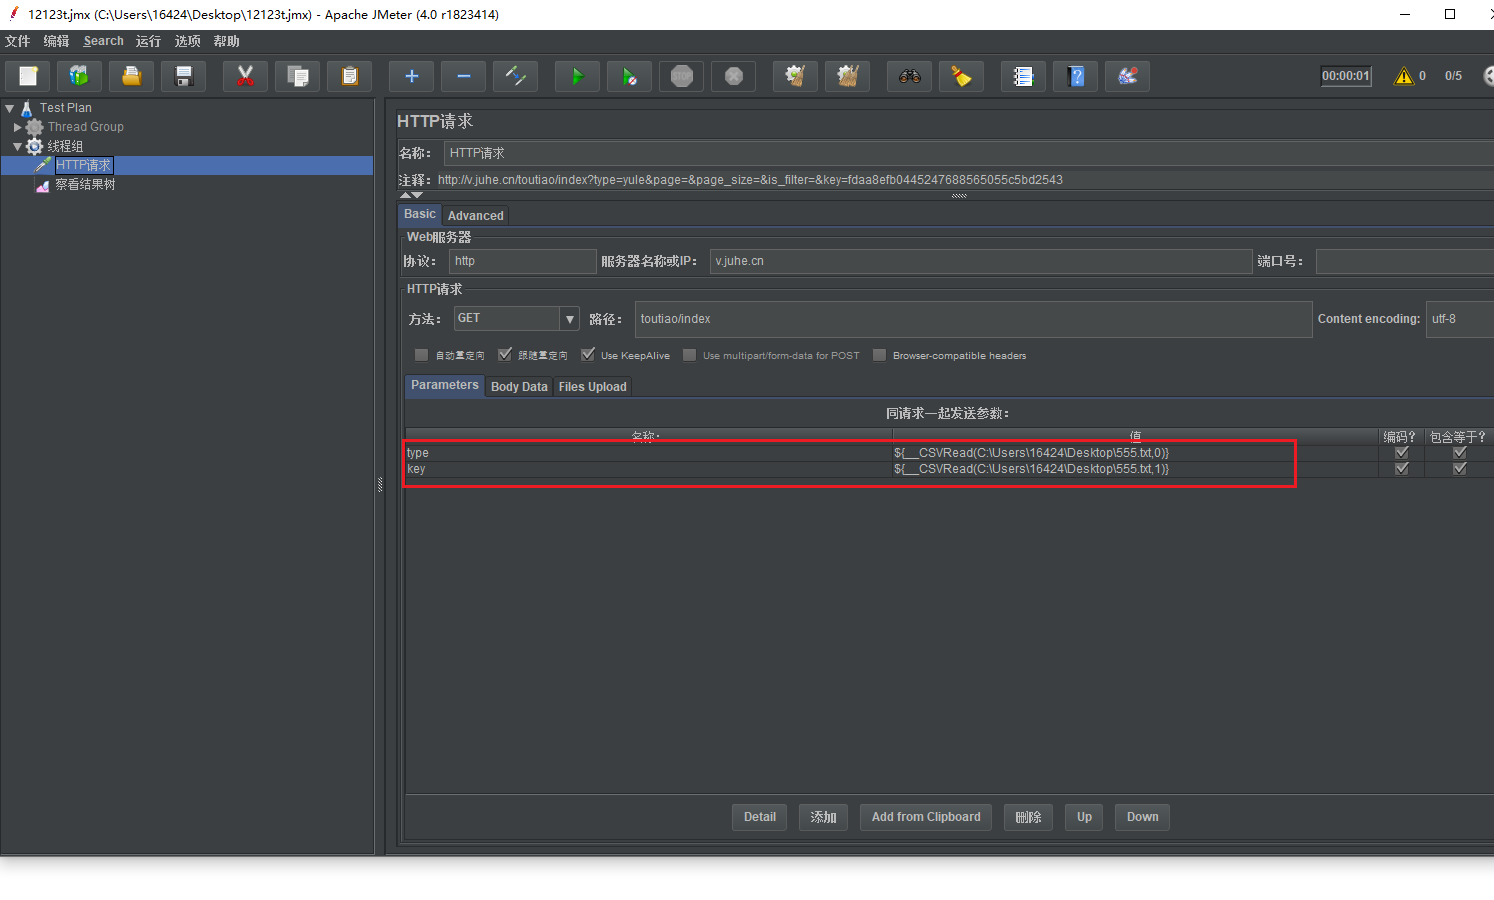 12123t.jmx (C:\Users\16424\Desktop\12123t.jmx) - Apache JMeter (4.0 r1823414)
文件 编辑 Search 运行 选项 帮助
STOP 00:00:01 0 0/5
Test Plan
Thread Group
线程组
HTTP请求
察看结果树
HTTP请求
名称： HTTP请求
注释： http://v.juhe.cn/toutiao/index?type=yule&page=&page_size=&is_filter=&key=fdaa8efb0445247688565055c5bd2543
Basic Advanced
Web服务器
协议： http 服务器名称或IP： v.juhe.cn 端口号：
HTTP请求
方法： GET 路径： toutiao/index Content encoding: utf-8
自动重定向 跟随重定向 Use KeepAlive Use multipart/form-data for POST Browser-compatible headers
Parameters Body Data Files Upload
同请求一起发送参数：
名称： 值 编码？ 包含等于？
type ${__CSVRead(C:\Users\16424\Desktop\555.txt,0)}
key ${__CSVRead(C:\Users\16424\Desktop\555.txt,1)}
Detail 添加 Add from Clipboard 删除 Up Down